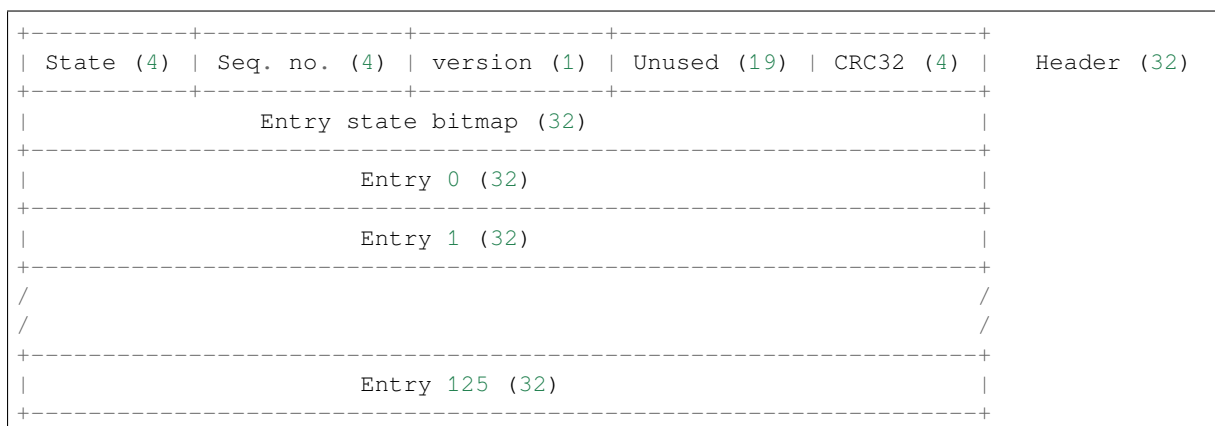 +-----------+--------------+-------------+-------------------------+
| State (4) | Seq. no. (4) | version (1) | Unused (19) | CRC32 (4) | Header (32)
+-----------+--------------+-------------+-------------------------+
| Entry state bitmap (32) |
+------------------------------------------------------------------+
| Entry 0 (32) |
+------------------------------------------------------------------+
| Entry 1 (32) |
+------------------------------------------------------------------+
/ /
/ /
+------------------------------------------------------------------+
| Entry 125 (32) |
+------------------------------------------------------------------+